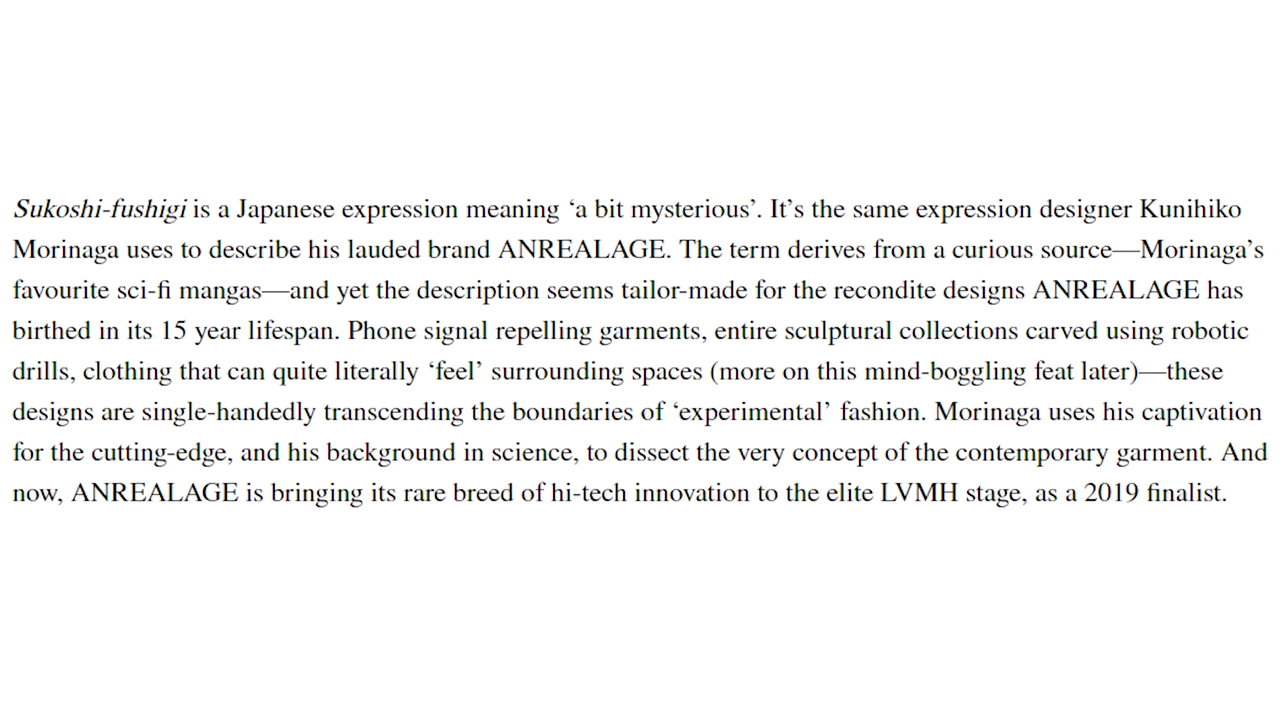 Sukoshi-fushigi is a Japanese expression meaning ‘a bit mysterious’. It’s the same expression designer Kunihiko
Morinaga uses to describe his lauded brand ANREALAGE. The term derives from a curious source—Morinaga’s
favourite sci-fi mangas—and yet the description seems tailor-made for the recondite designs ANREALAGE has
birthed in its 15 year lifespan. Phone signal repelling garments, entire sculptural collections carved using robotic
drills, clothing that can quite literally ‘feel’ surrounding spaces (more on this mind-boggling feat later)—these
designs are single-handedly transcending the boundaries of ‘experimental’ fashion. Morinaga uses his captivation
for the cutting-edge, and his background in science, to dissect the very concept of the contemporary garment. And
now, ANREALAGE is bringing its rare breed of hi-tech innovation to the elite LVMH stage, as a 2019 finalist.